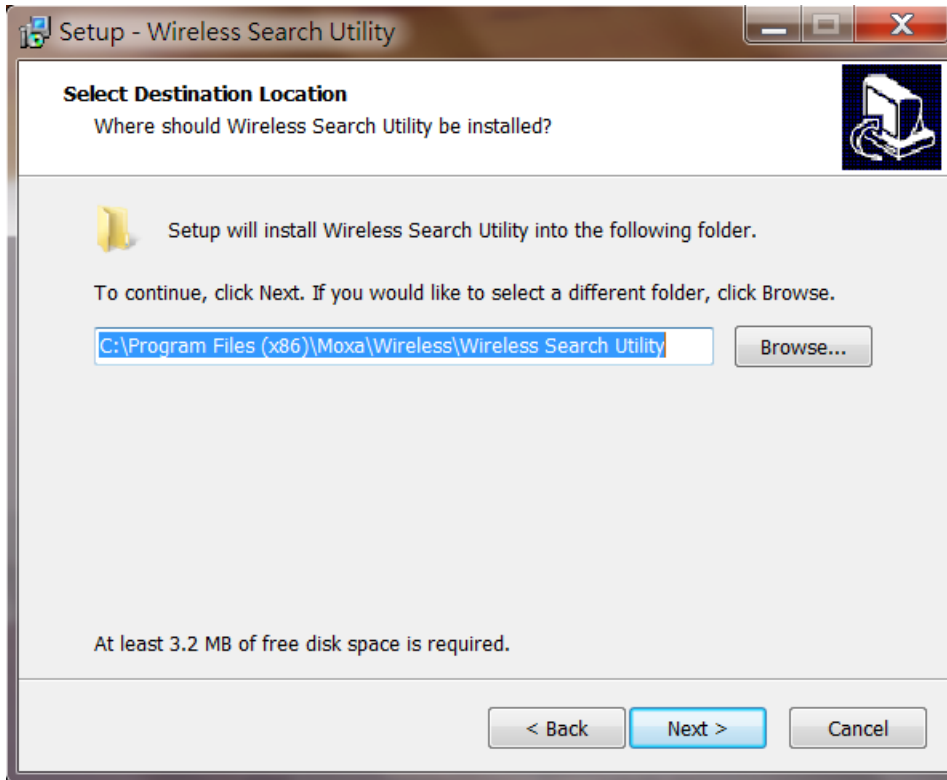 Setup - Wireless Search Utility
Select Destination Location
Where should Wireless Search Utility be installed?
Setup will install Wireless Search Utility into the following folder.
To continue, click Next. If you would like to select a different folder, click Browse.
C:\Program Files (x86)\Moxa\Wireless\Wireless Search Utility
Browse...
At least 3.2 MB of free disk space is required.
< Back
Next >
Cancel